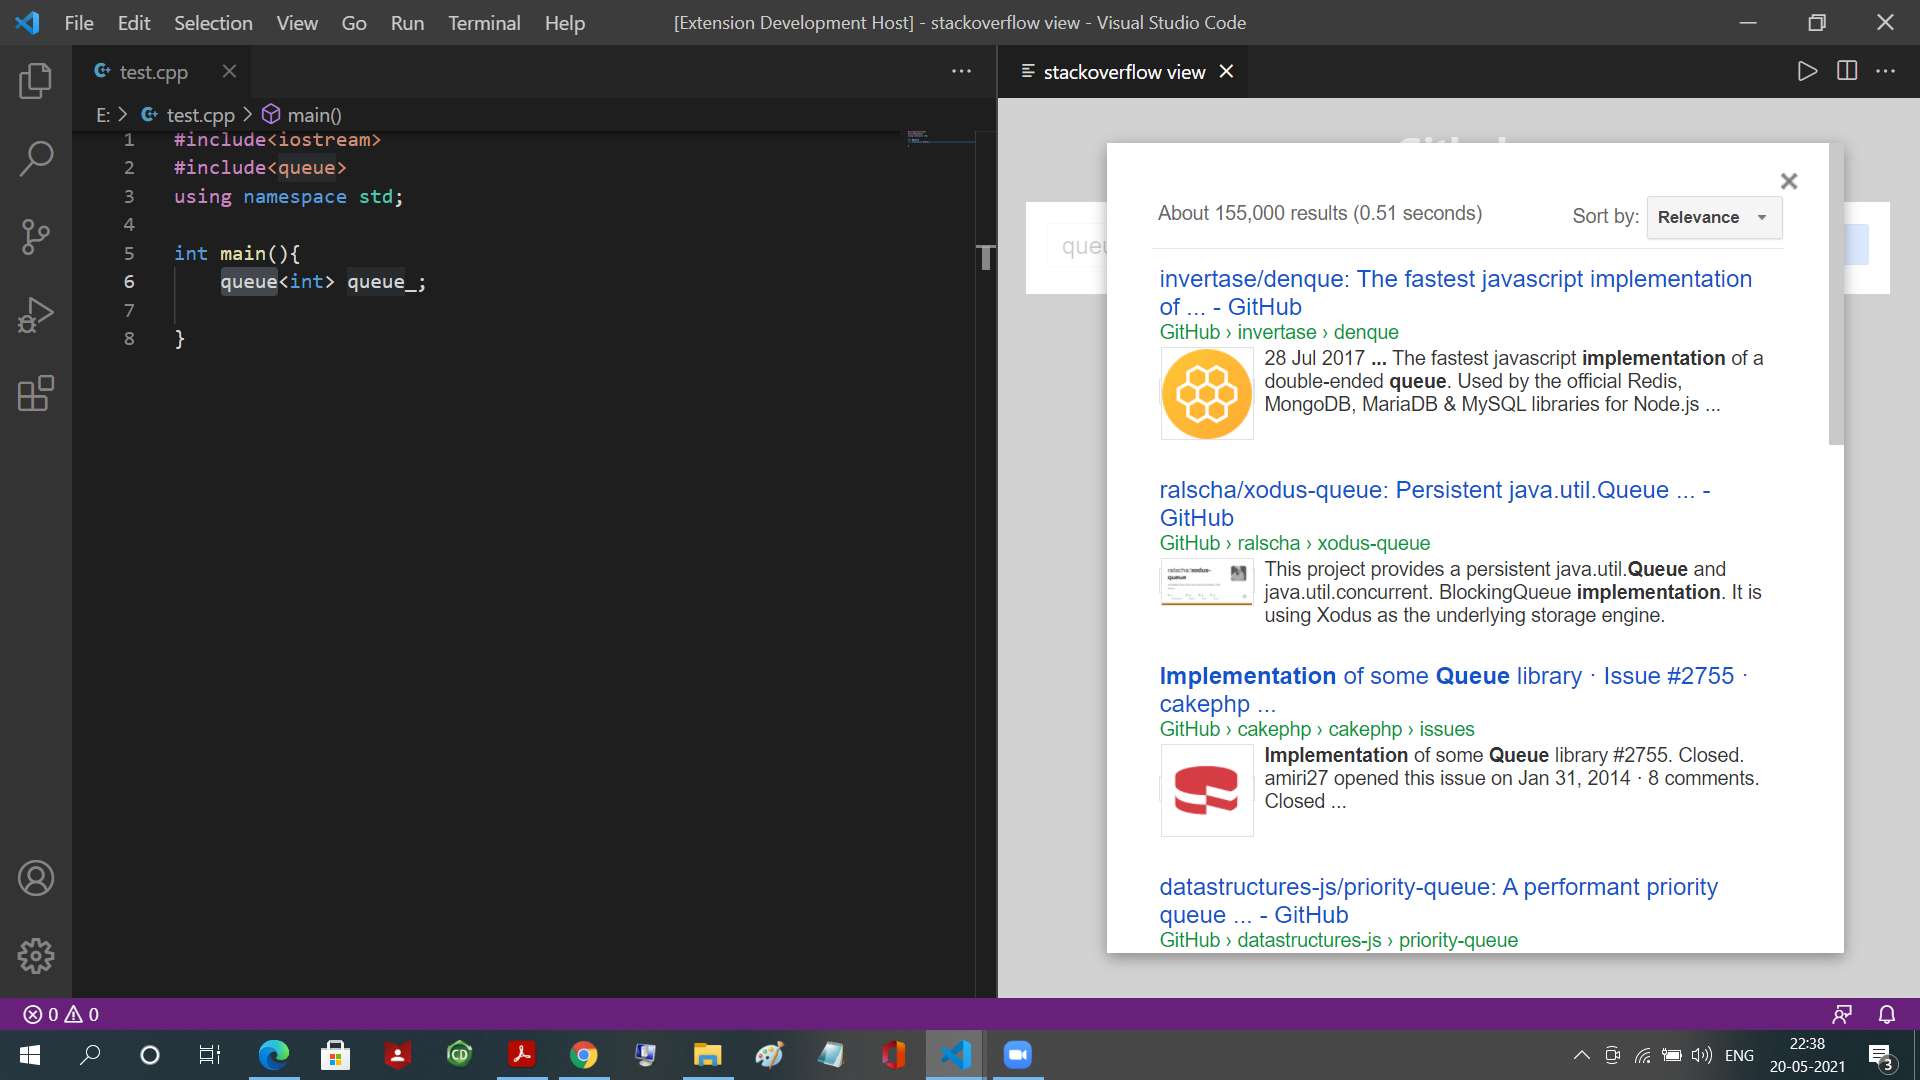 File Edit Selection View Go Run Terminal Help
[Extension Development Host] - stackoverflow view - Visual Studio Code
test.cpp
stackoverflow view
E: > test.cpp > main()
1 #include<iostream>
2 #include<queue>
3 using namespace std;
4
5 int main(){
6 queue<int> queue_;
7
8 }
About 155,000 results (0.51 seconds)
Sort by: Relevance
invertase/denque: The fastest javascript implementation
of ... - GitHub
GitHub › invertase › denque
28 Jul 2017 ... The fastest javascript implementation of a
double-ended queue. Used by the official Redis,
MongoDB, MariaDB & MySQL libraries for Node.js ...
ralscha/xodus-queue: Persistent java.util.Queue ... -
GitHub
GitHub › ralscha › xodus-queue
ralscha/xodus-
queue
This project provides a persistent java.util.Queue and
java.util.concurrent. BlockingQueue implementation. It is
using Xodus as the underlying storage engine.
Implementation of some Queue library · Issue #2755 ·
cakephp ...
GitHub › cakephp › cakephp › issues
Implementation of some Queue library #2755. Closed.
amiri27 opened this issue on Jan 31, 2014 · 8 comments.
Closed ...
datastructures-js/priority-queue: A performant priority
queue ... - GitHub
GitHub › datastructures-js › priority-queue
0 0
CD
ENG
22:38
20-05-2021
3